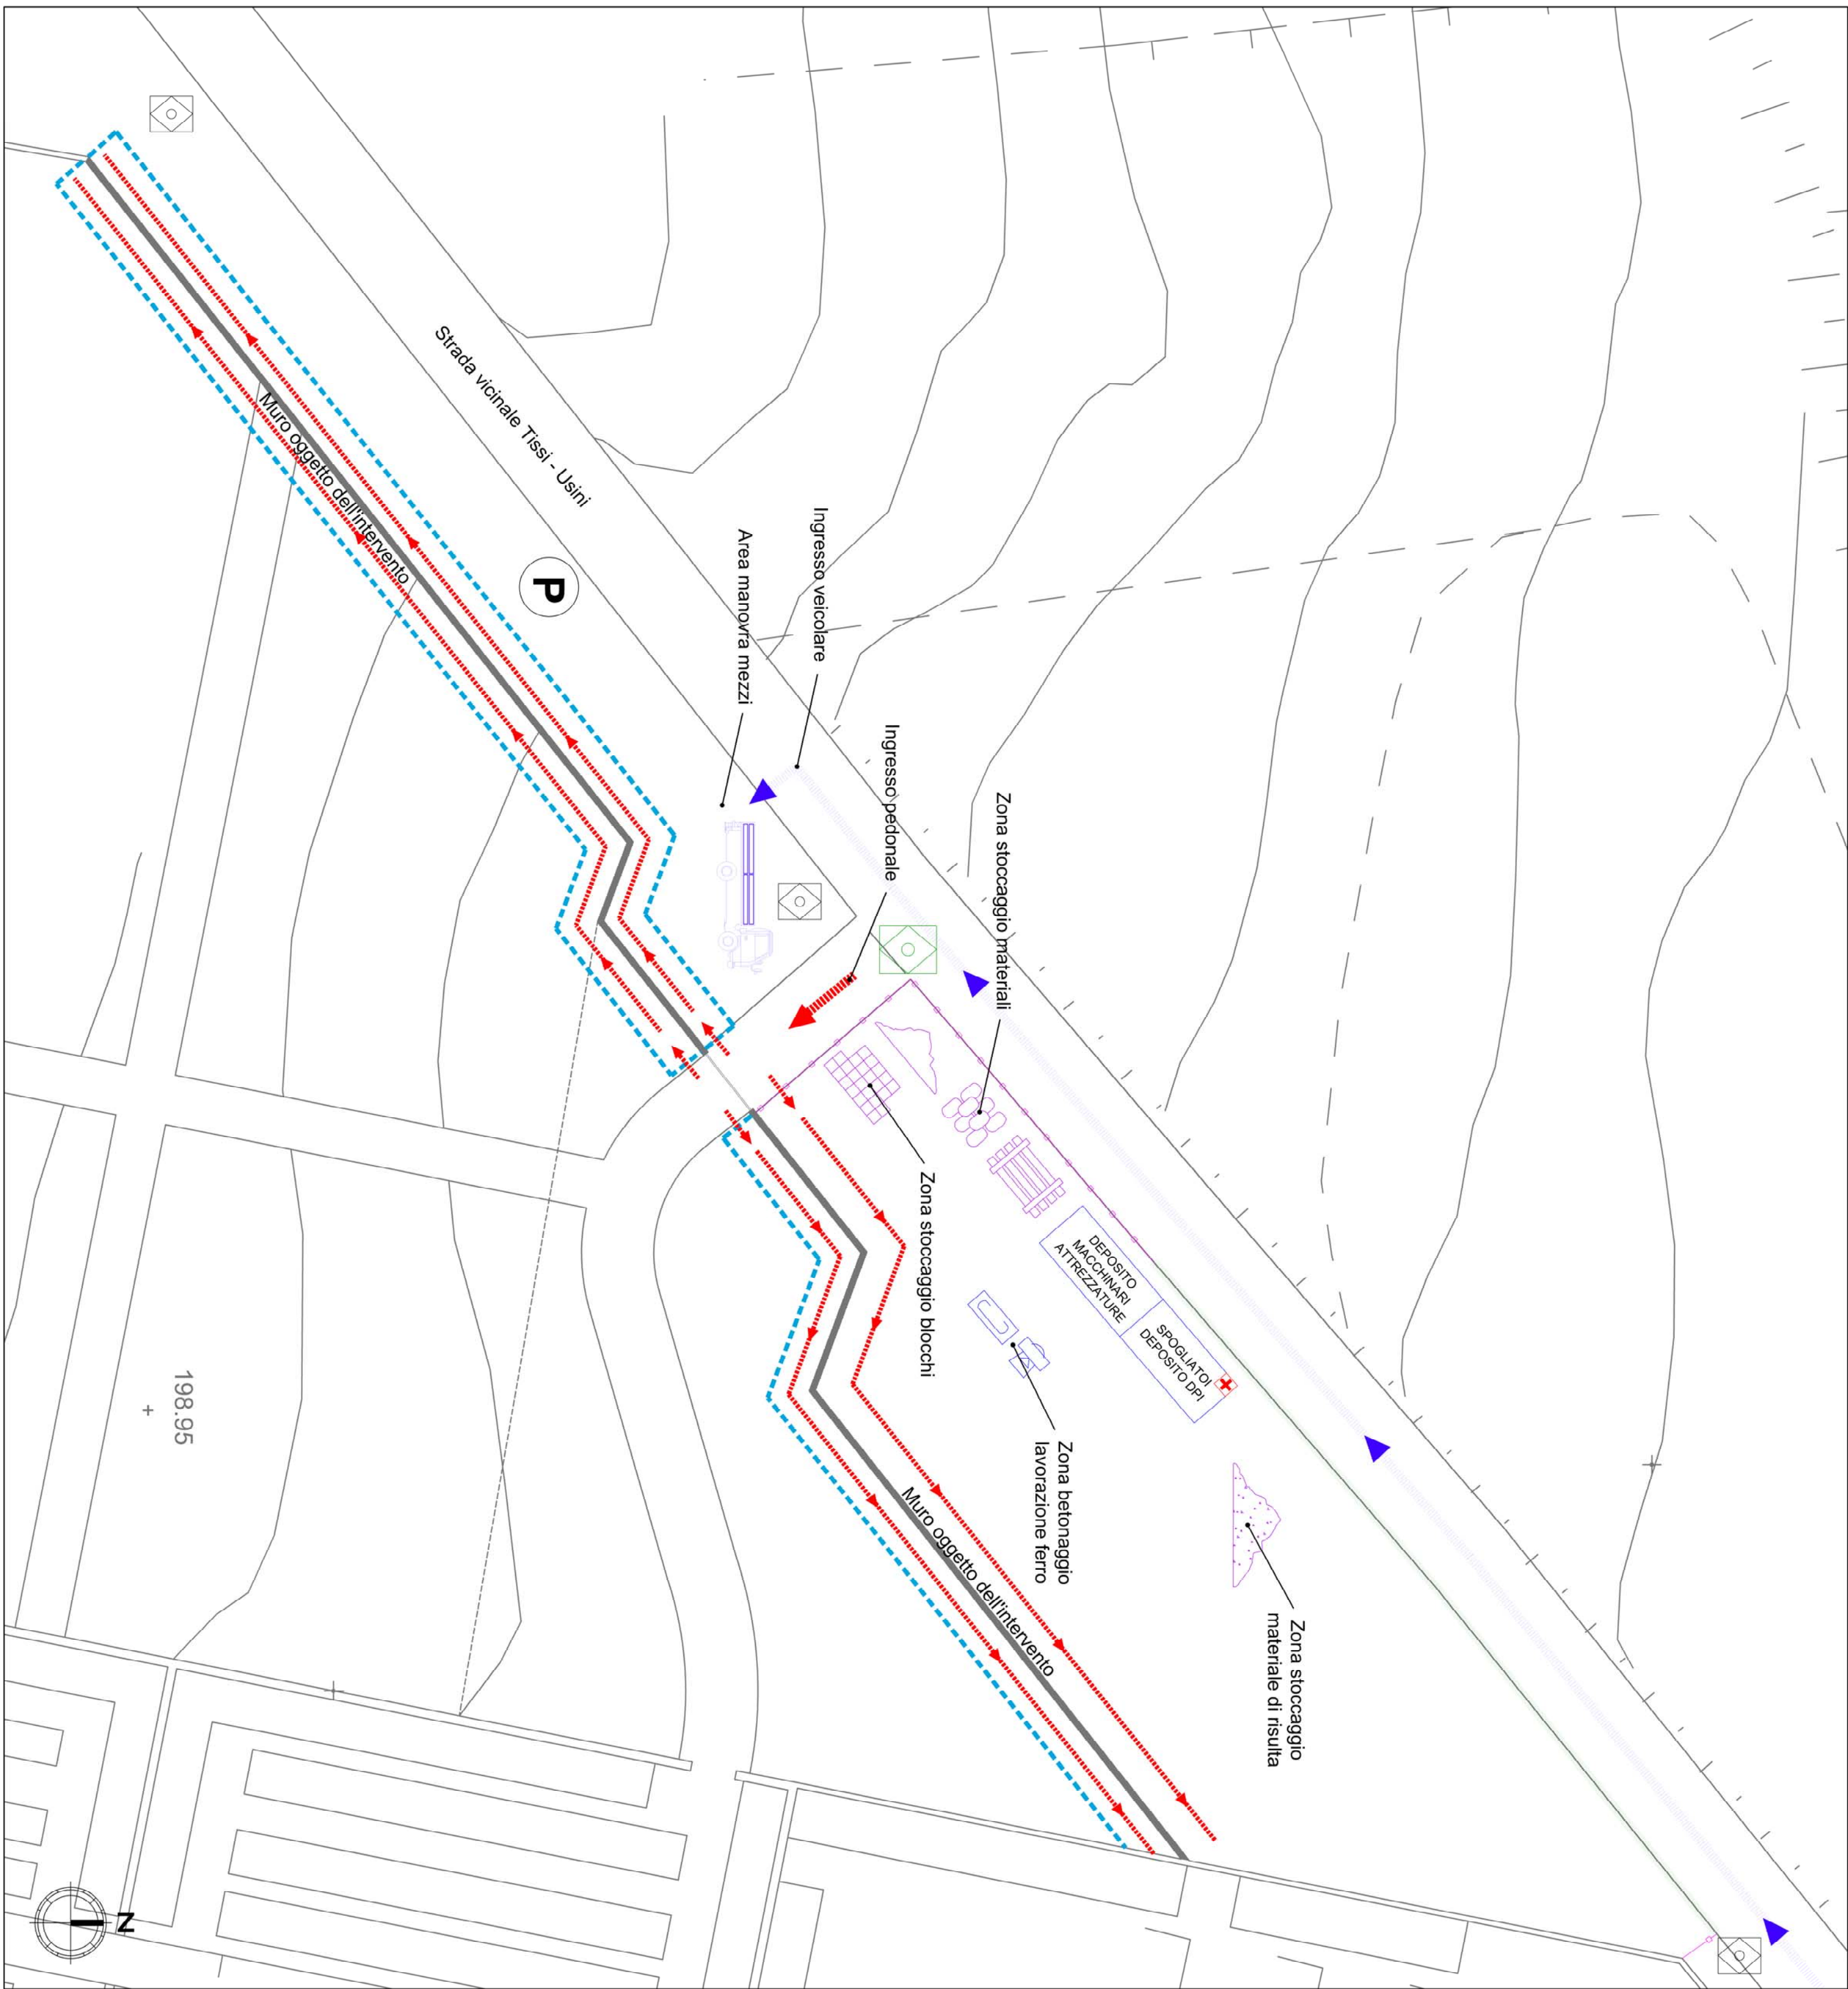 Strada vicinale Tissi - Usini
Muro oggetto dell'intervento
P
Ingresso veicolare
Area manovra mezzi
Ingresso pedonale
Zona stoccaggio materiali
Zona stoccaggio blocchi
DEPOSITO
MACCHINARI
ATTREZZATURE
SPOGLIATOI
DEPOSITO DPI
Zona betonaggio
lavorazione ferro
Zona stoccaggio
materiale di risulta
Muro oggetto dell'intervento
198.95
N